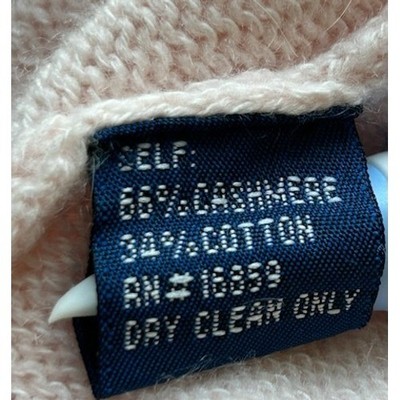 SELF:
66% CASHMERE
34% COTTON
RN# 16859
DRY CLEAN ONLY